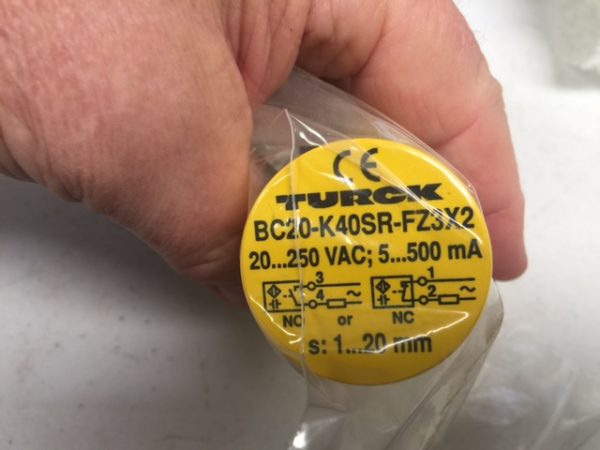 CE
TURCK
BC20-K40SR-FZ3X2
20...250 VAC; 5...500 mA
3 1
4 ~ 2 ~
NO or NC
s: 1...20 mm